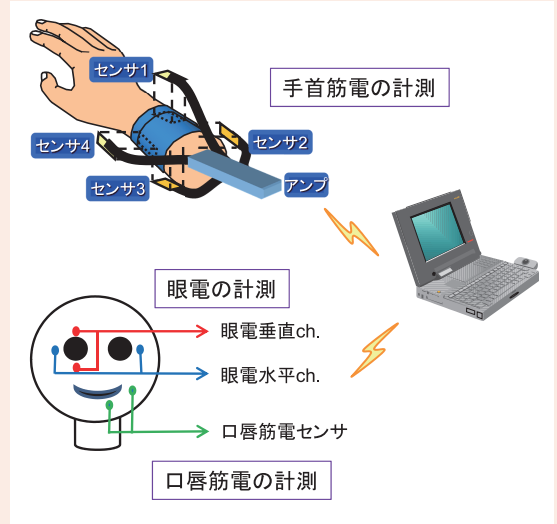 センサ1
手首筋電の計測
センサ4
センサ2
センサ3
アンプ
眼電の計測
眼電垂直ch.
眼電水平ch.
口唇筋電センサ
口唇筋電の計測